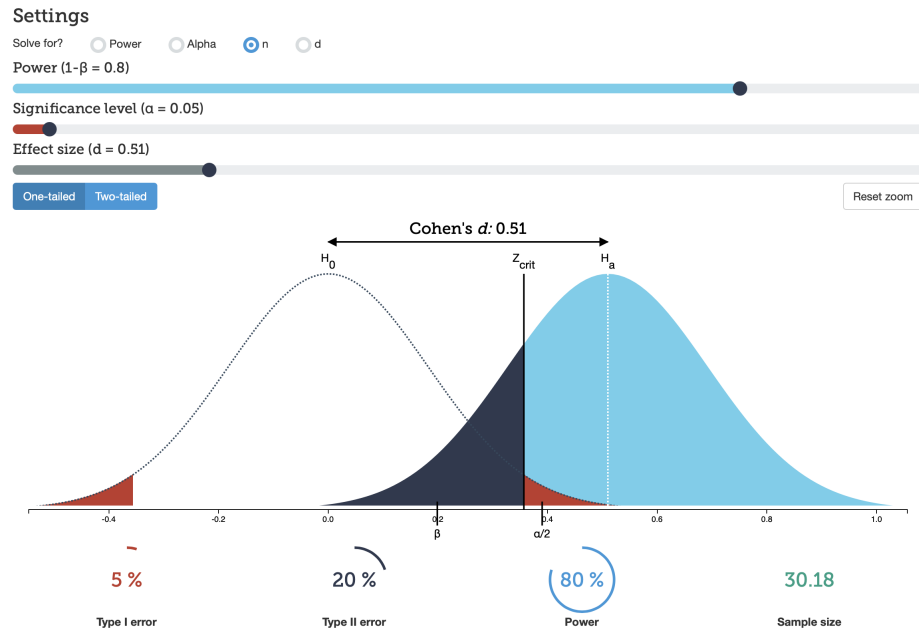 Settings
Solve for? Power Alpha n d
Power (1-β = 0.8)
Significance level (α = 0.05)
Effect size (d = 0.51)
One-tailed Two-tailed Reset zoom
Cohen's d: 0.51
H0 Zcrit Ha
-0.4 -0.2 0.0 0.2 0.4 0.6 0.8 1.0
β α/2
5 % 20 % 80 % 30.18
Type I error Type II error Power Sample size